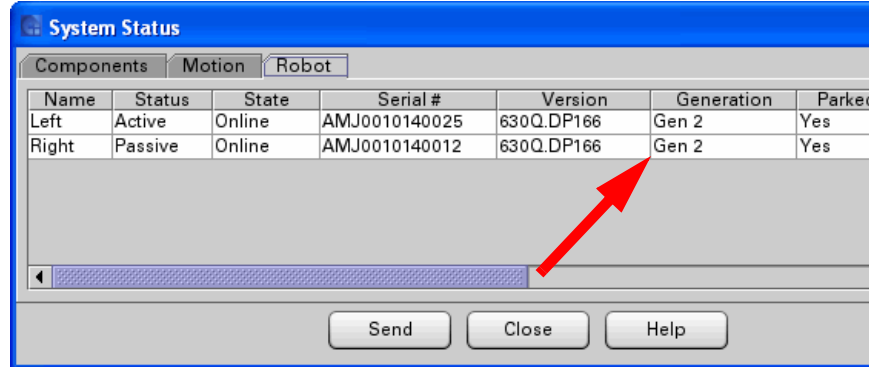 System Status
Components Motion Robot
Name Status State Serial # Version Generation Parked
Left Active Online AMJ0010140025 630Q.DP166 Gen 2 Yes
Right Passive Online AMJ0010140012 630Q.DP166 Gen 2 Yes
Send Close Help